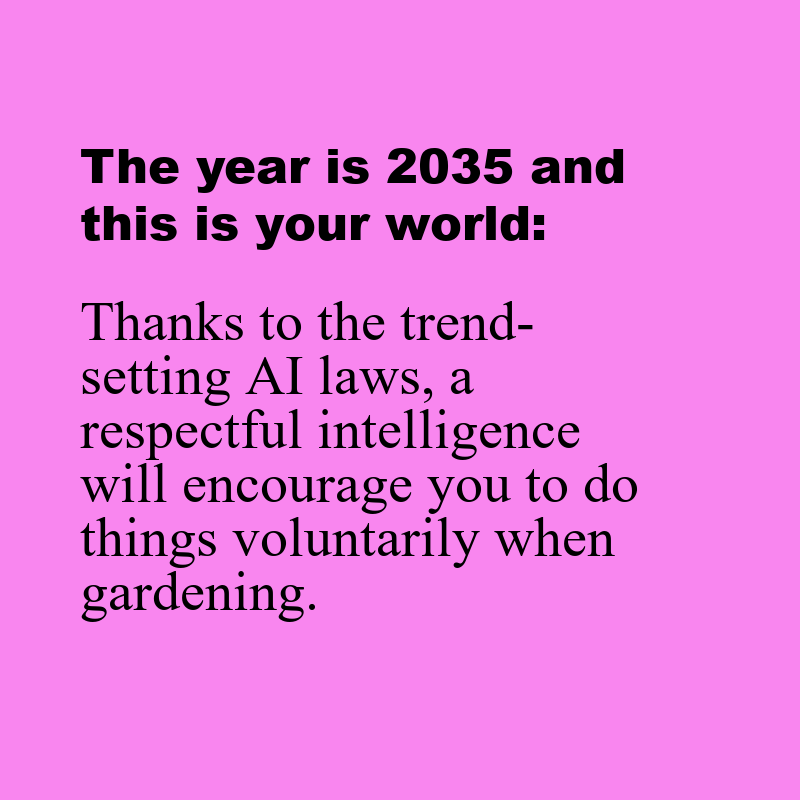 The year is 2035 and
this is your world:
Thanks to the trend-
setting AI laws, a
respectful intelligence
will encourage you to do
things voluntarily when
gardening.